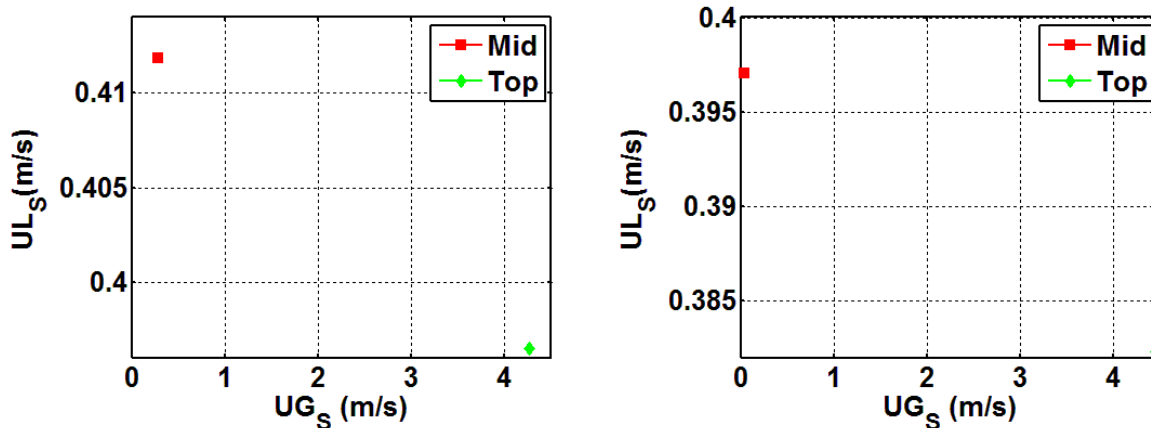 Mid
Top
0.41
0.405
0.4
UL_S(m/s)
0 1 2 3 4
UG_S (m/s)
0.4
Mid
Top
0.395
0.39
0.385
UL_S(m/s)
0 1 2 3 4
UG_S (m/s)